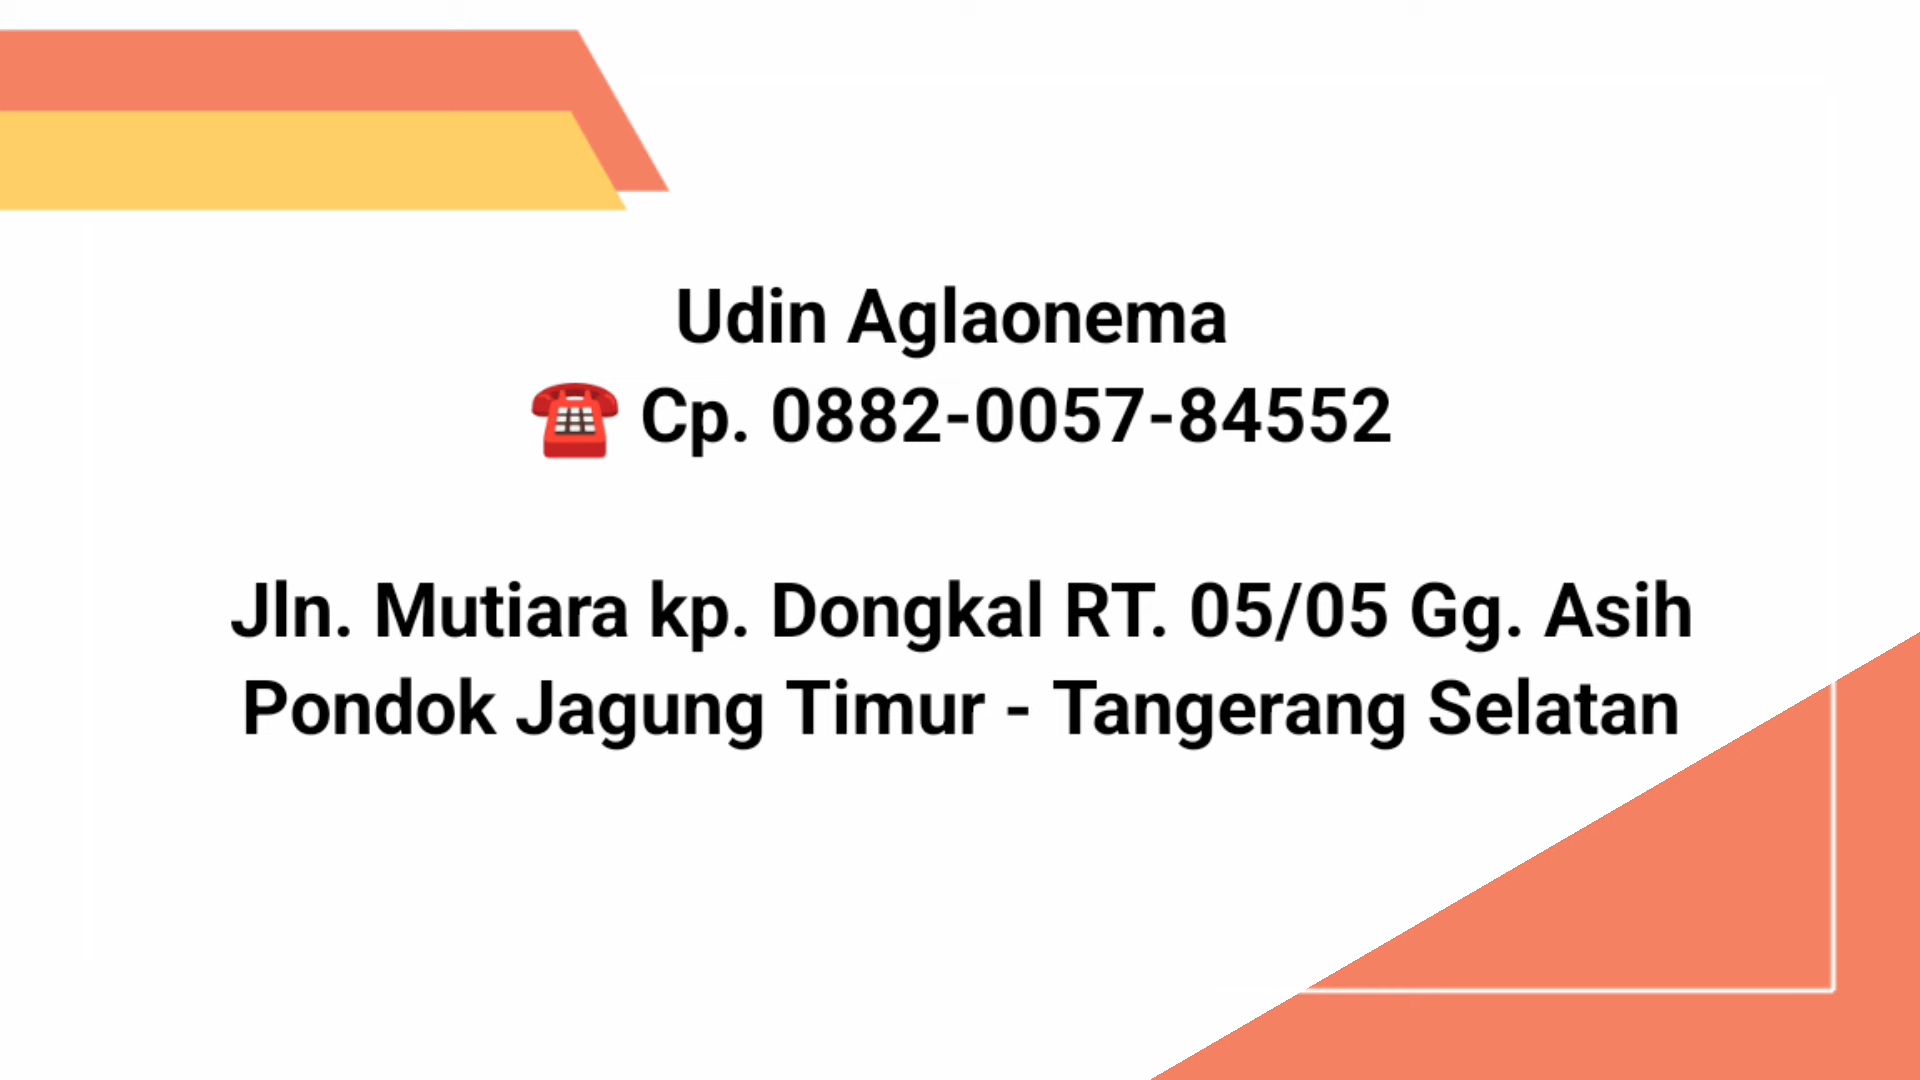 Udin Aglaonema
☎️ Cp. 0882-0057-84552
Jln. Mutiara kp. Dongkal RT. 05/05 Gg. Asih
Pondok Jagung Timur - Tangerang Selatan